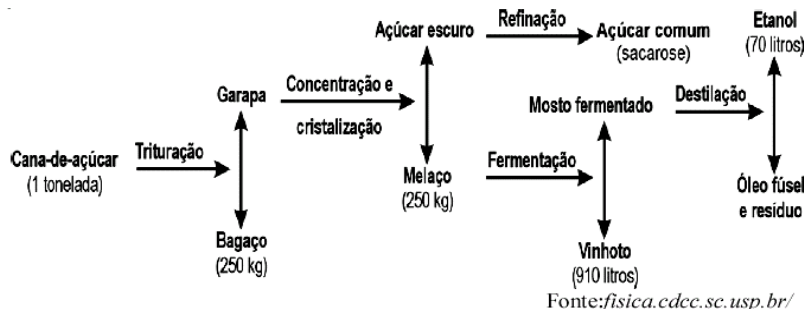 Cana-de-açúcar
(1 tonelada)
Trituração
Garapa
Bagaço
(250 kg)
Concentração e
cristalização
Açúcar escuro
Melaço
(250 kg)
Refinação
Açúcar comum
(sacarose)
Fermentação
Mosto fermentado
Vinhoto
(910 litros)
Destilação
Etanol
(70 litros)
Óleo fúsel
e resíduo
Fonte:fisica.cdcc.sc.usp.br/